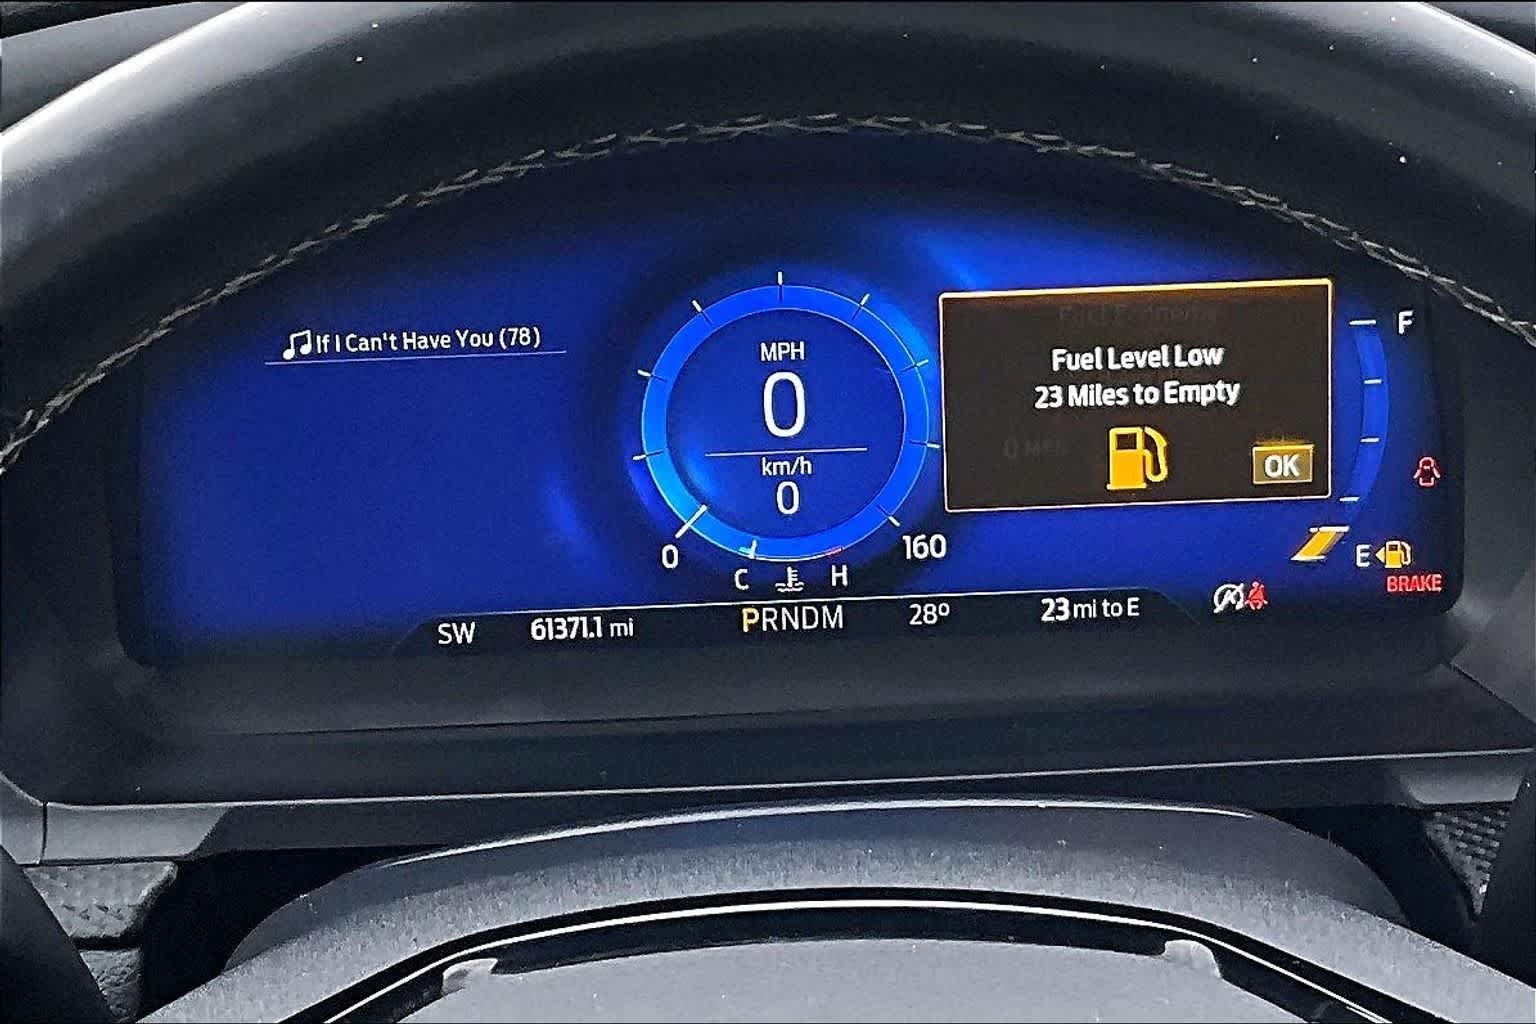 If I Can't Have You (78)
MPH
0
km/h
0
0
160
C
H
Fuel Level Low
23 Miles to Empty
OK
F
E
BRAKE
SW
61371.1 mi
PRNDM
28°
23 mi to E